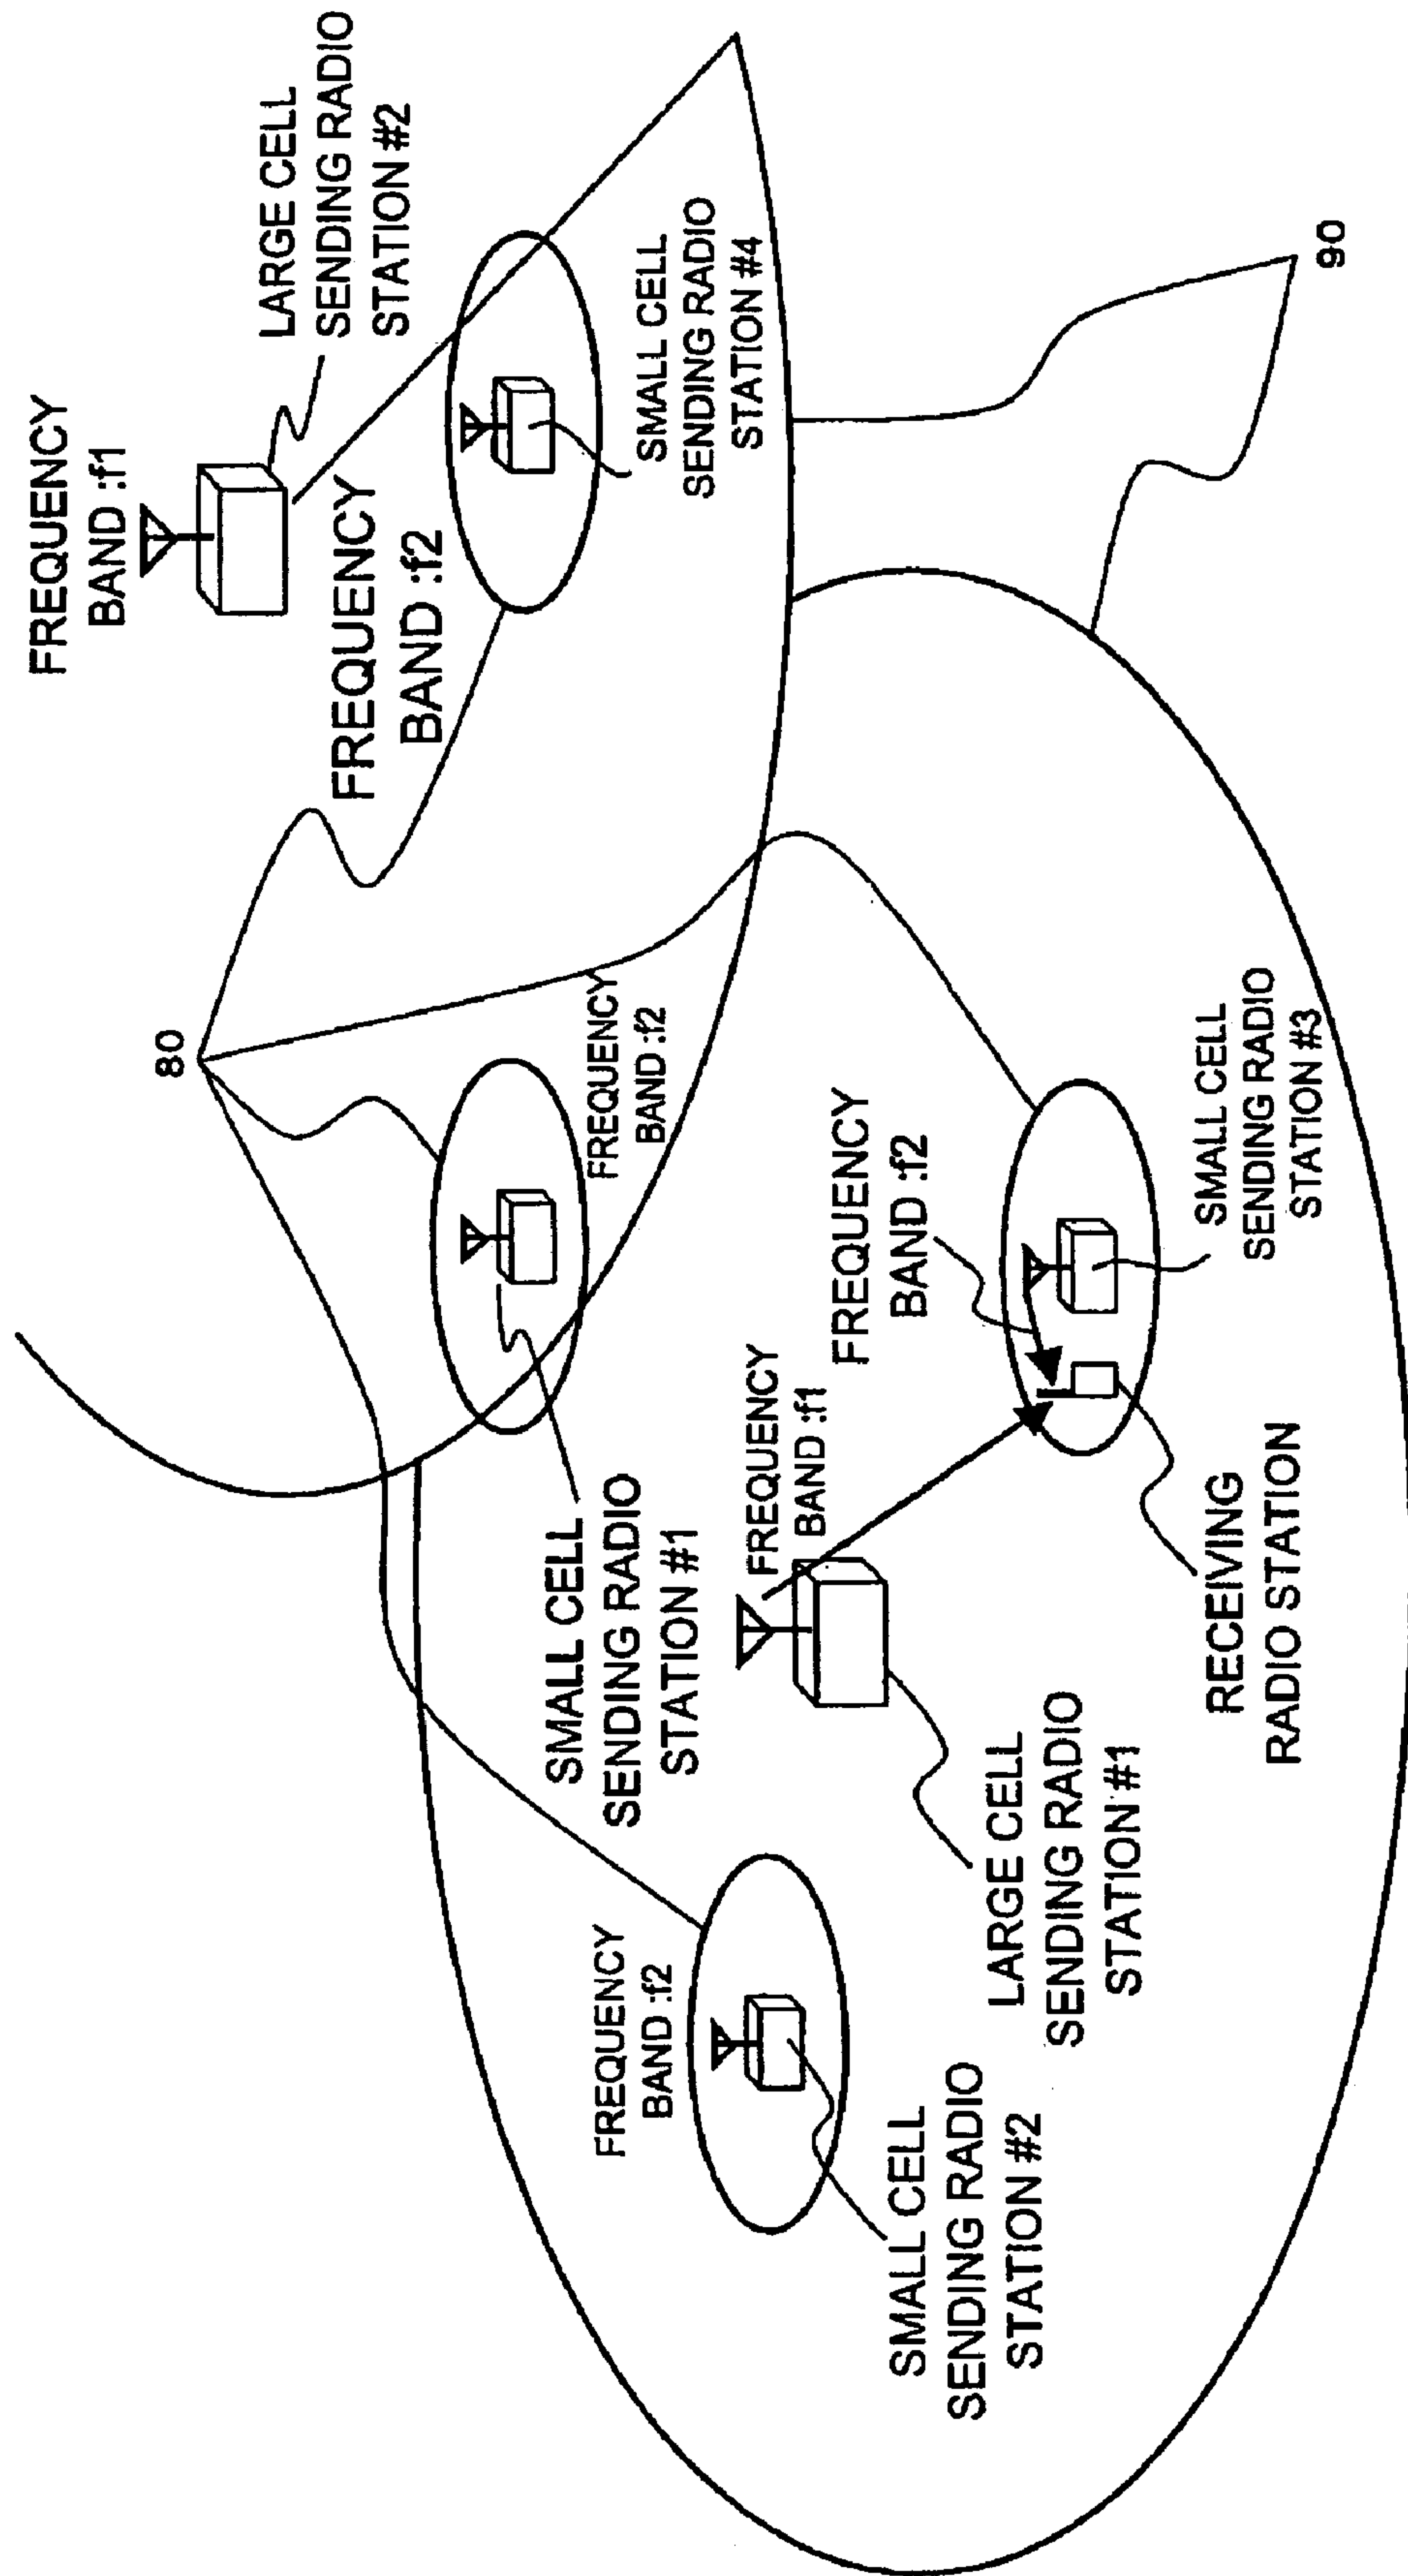 FREQUENCY
BAND :f1
LARGE CELL
SENDING RADIO
STATION #2
80
FREQUENCY
BAND :f2
SMALL CELL
SENDING RADIO
STATION #4
FREQUENCY
BAND :f2
SMALL CELL
SENDING RADIO
STATION #1
FREQUENCY
BAND :f2
SMALL CELL
SENDING RADIO
STATION #2
FREQUENCY
BAND :f1
LARGE CELL
SENDING RADIO
STATION #1
FREQUENCY
BAND :f2
SMALL CELL
SENDING RADIO
STATION #3
RECEIVING
RADIO STATION
90